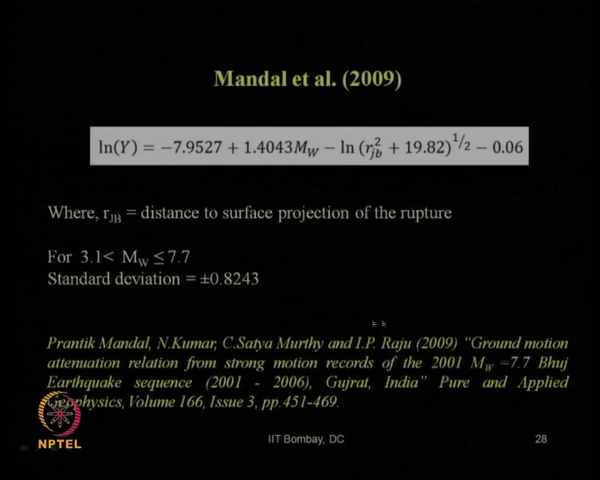 Mandal et al. (2009)
ln(Y) = −7.9527 + 1.4043M_W − ln (r_jb^2 + 19.82)^1/2 − 0.06
Where, r_JB = distance to surface projection of the rupture
For 3.1< M_W ≤ 7.7
Standard deviation = ±0.8243
Prantik Mandal, N.Kumar, C.Satya Murthy and I.P. Raju (2009) “Ground motion
attenuation relation from strong motion records of the 2001 M_W =7.7 Bhuj
Earthquake sequence (2001 - 2006), Gujrat, India” Pure and Applied
Geophysics, Volume 166, Issue 3, pp.451-469.
NPTEL
IIT Bombay, DC
28